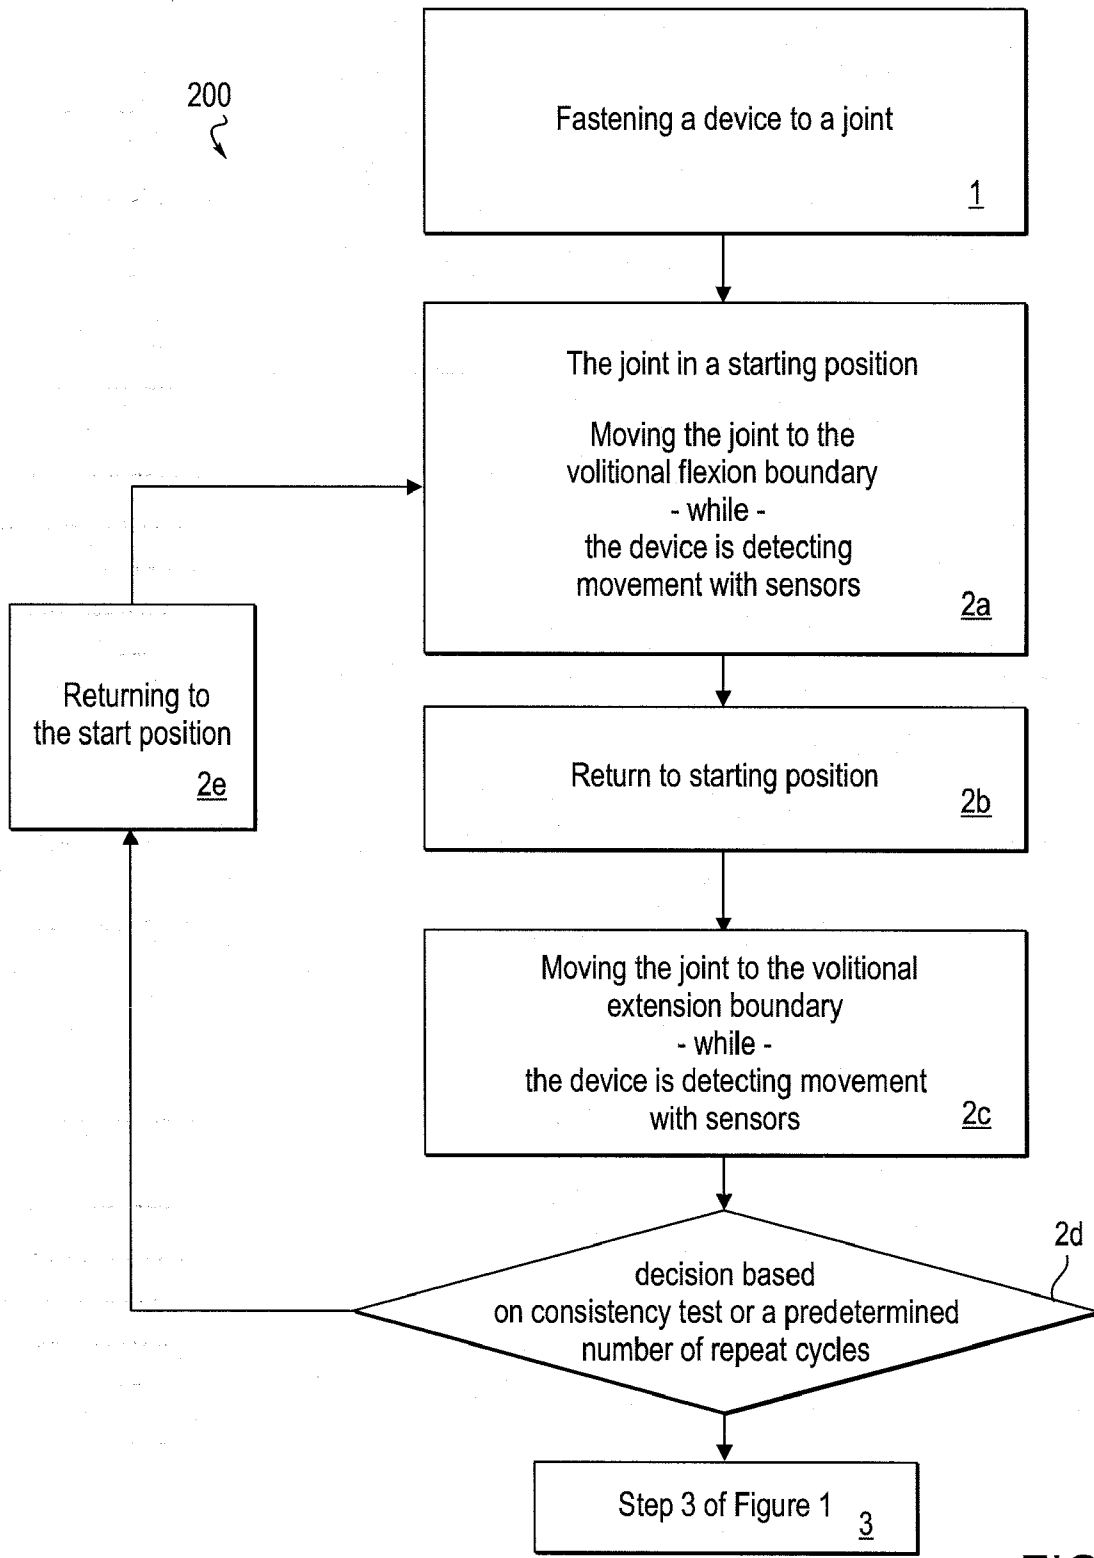 200
Fastening a device to a joint
1
The joint in a starting position
Moving the joint to the
volitional flexion boundary
- while -
the device is detecting
movement with sensors
2a
Returning to
the start position
2e
Return to starting position
2b
Moving the joint to the volitional
extension boundary
- while -
the device is detecting movement
with sensors
2c
2d
decision based
on consistency test or a predetermined
number of repeat cycles
Step 3 of Figure 1
3